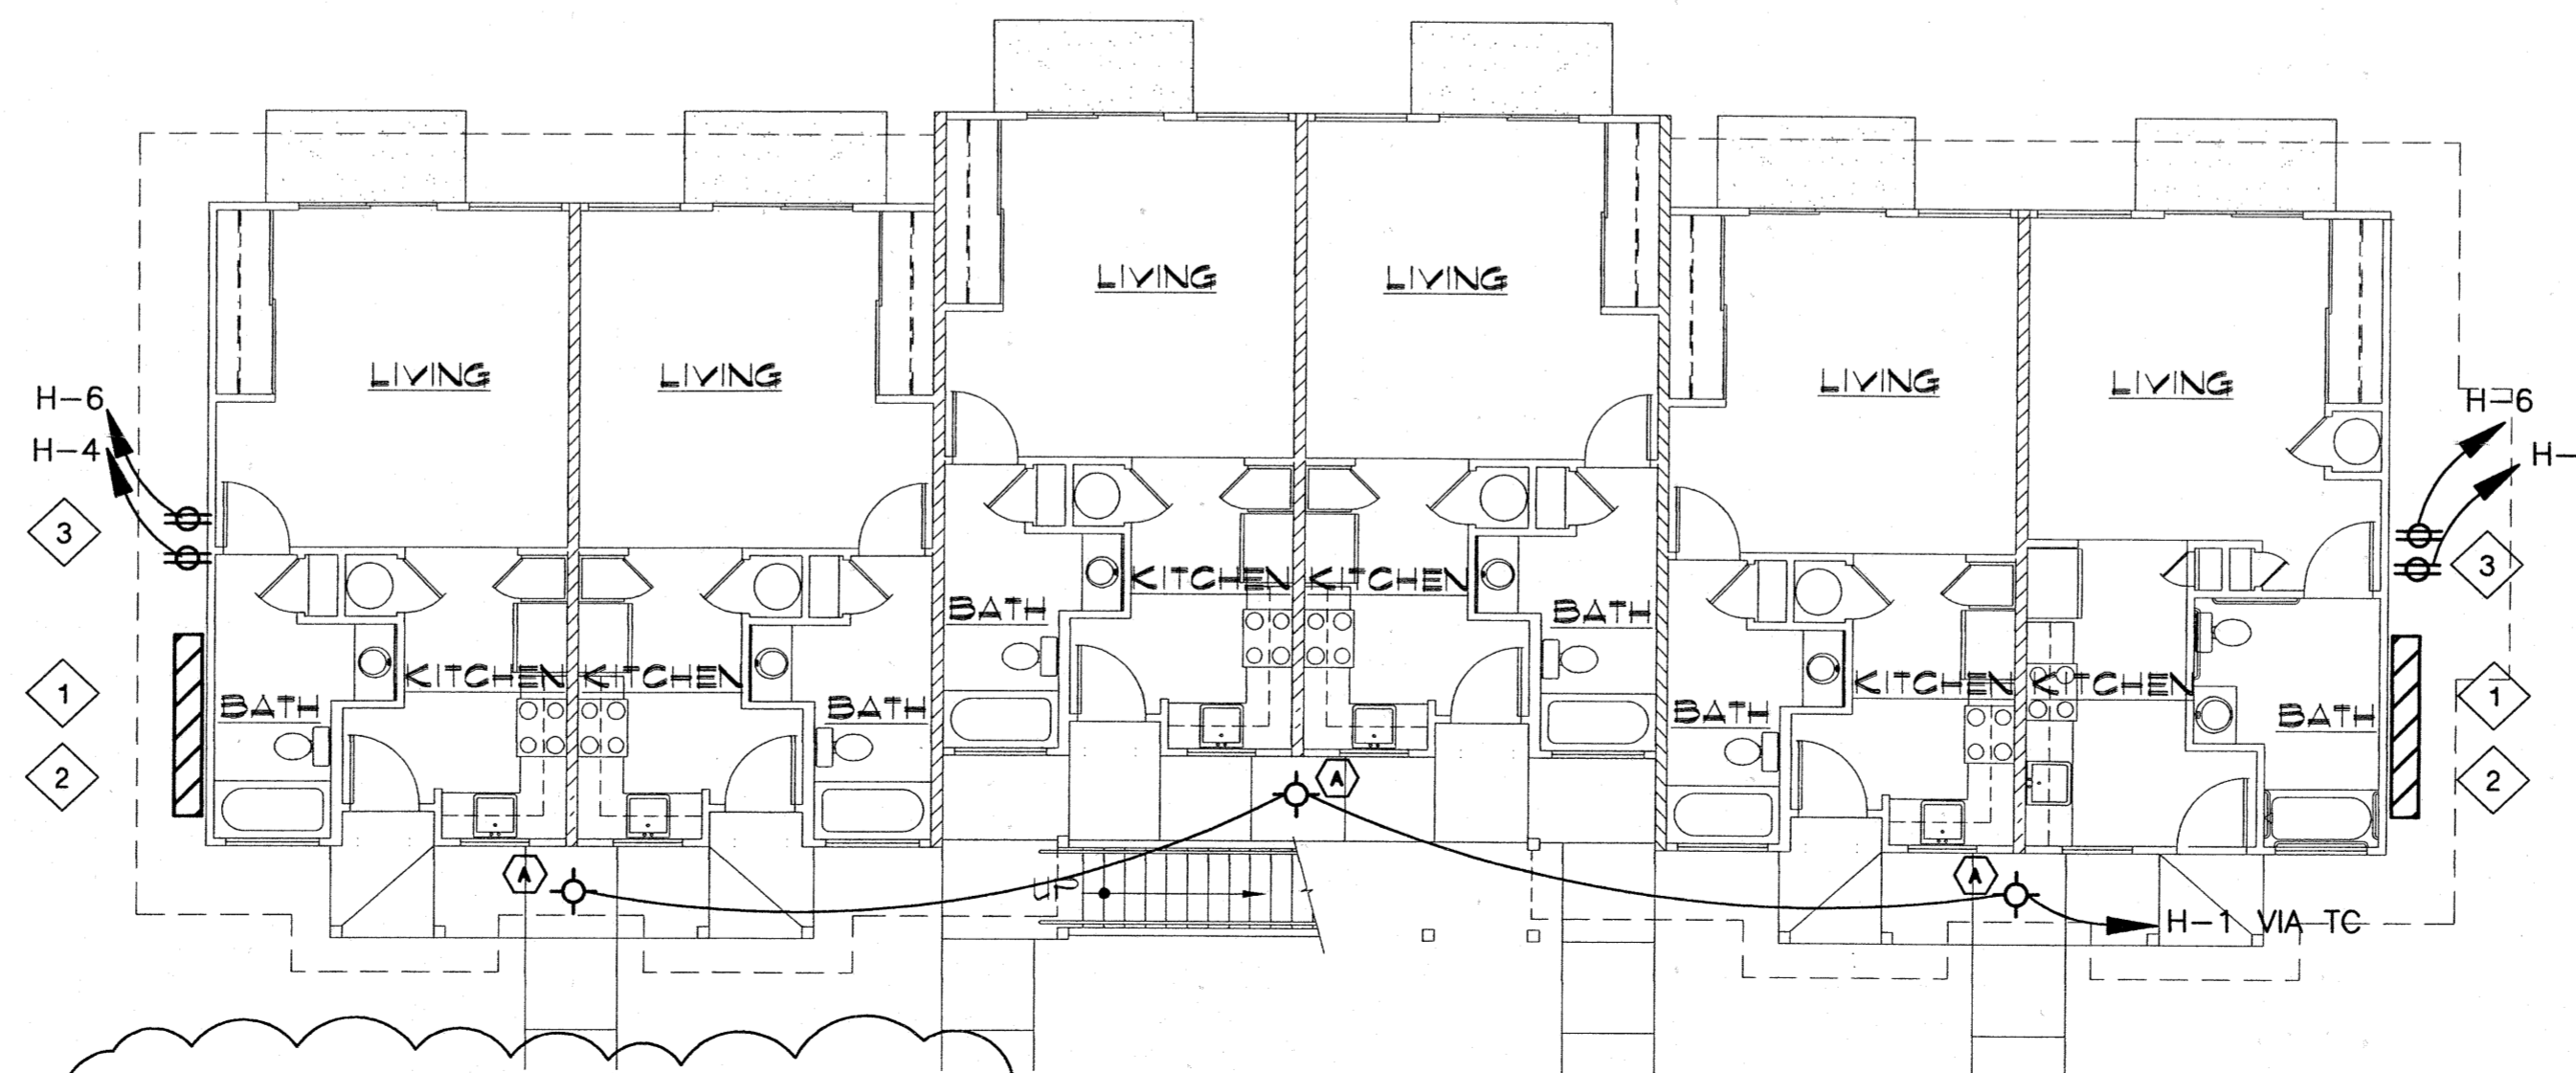 LIVING LIVING
LIVING LIVING LIVING LIVING
H-6 H-6
H-4 H-
3 3
KITCHEN KITCHEN
BATH BATH
KITCHEN KITCHEN KITCHEN KITCHEN
1 1
BATH BATH BATH BATH
2 A 2
A A
UP
H-1 VIA TC